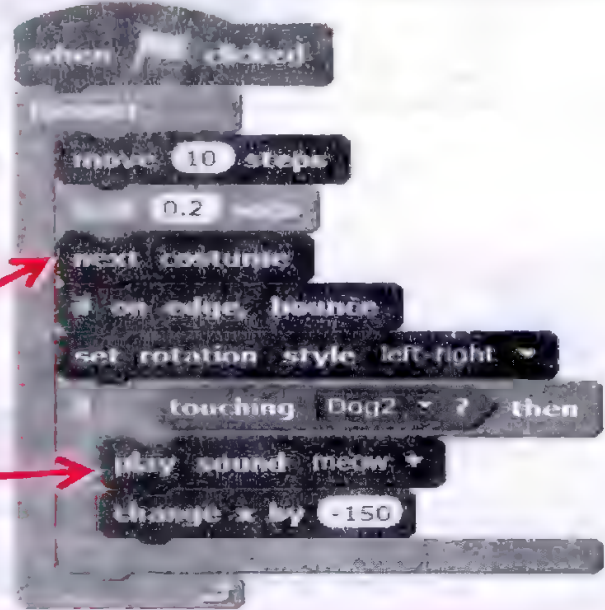 when clicked
forever
move 10 steps
wait 0.2 secs
next costume
if on edge, bounce
set rotation style left-right
if touching Dog2 ? then
play sound meow
change x by -150